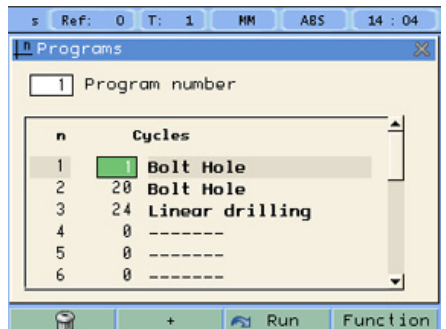 s Ref: 0 T: 1 MM ABS 14 : 04
n Programs
1 Program number
n Cycles
1 1 Bolt Hole
2 20 Bolt Hole
3 24 Linear drilling
4 0 -------
5 0 -------
6 0 -------
+ Run Function